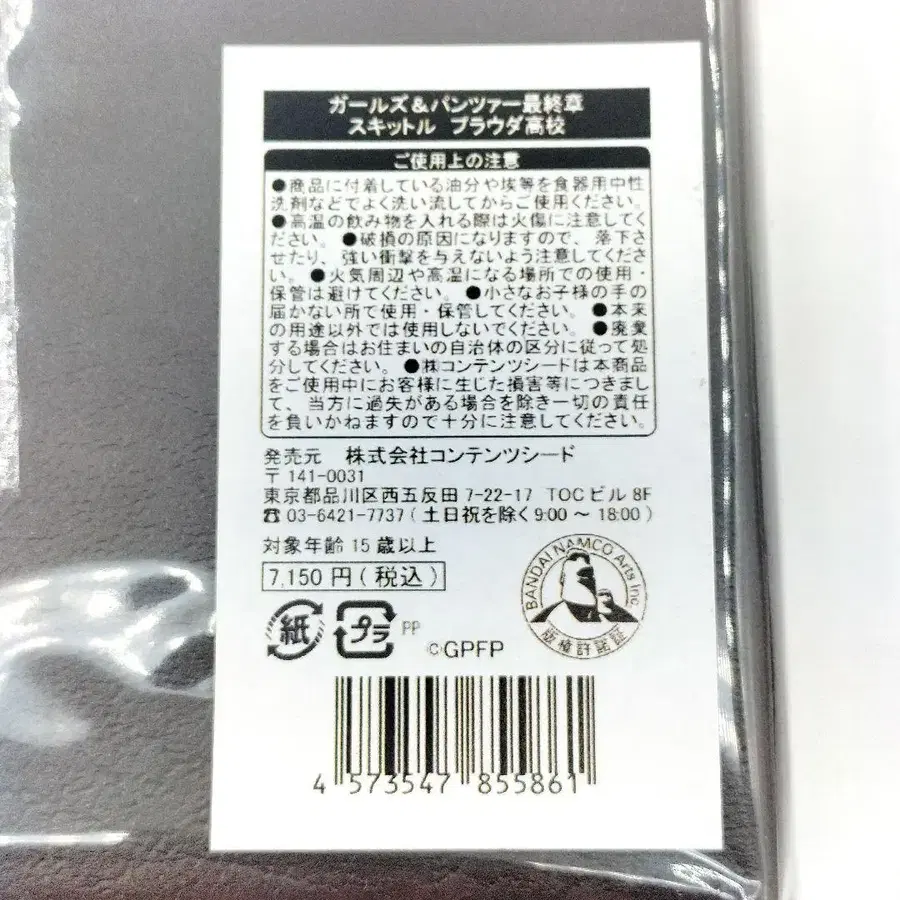 ガールズ&パンツァー最終章
スキットル プラウダ高校
ご使用上の注意
●商品に付着している油分や埃等を食器用中性
洗剤などでよく洗い流してからご使用ください。
●高温の飲み物を入れる際は火傷に注意してく
ださい。●破損の原因になりますので、落下さ
せたり、強い衝撃を与えないよう注意してくださ
い。●火気周辺や高温になる場所での使用・
保管は避けてください。●小さなお子様の手の
届かない所で使用・保管してください。●本来
の用途以外では使用しないでください。●廃棄
する場合はお住まいの自治体の区分に従って処
分してください。●㈱コンテンツシードは本商品
をご使用中にお客様に生じた損害等につきまし
て、当方に過失がある場合を除き一切の責任
を負いかねますので十分に注意してください。
発売元 株式会社コンテンツシード
〒141-0031
東京都品川区西五反田7-22-17 TOCビル8F
☎03-6421-7737(土日祝を除く9:00～18:00)
対象年齢15歳以上
7,150円(税込)
BANDAI NAMCO Arts Inc.
版権許諾証
紙
プラ
PP
©GPFP
4 573547 855861